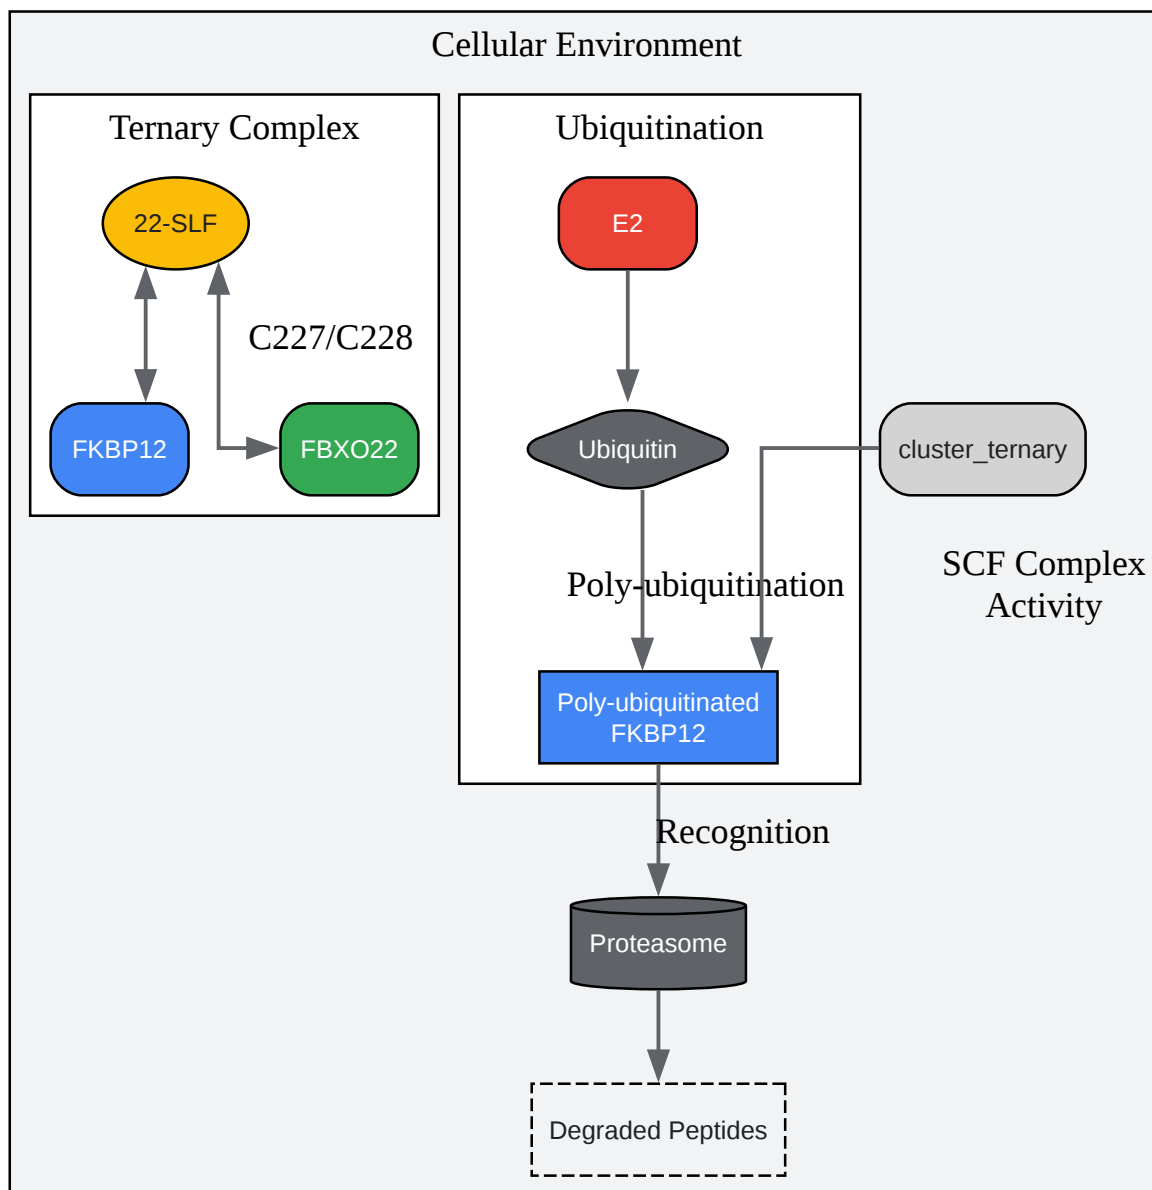 Cellular Environment
Ternary Complex
22-SLF
C227/C228
FKBP12
FBXO22
Ubiquitination
E2
Ubiquitin
cluster_ternary
Poly-ubiquitination
SCF Complex
Activity
Poly-ubiquitinated
FKBP12
Recognition
Proteasome
Degraded Peptides